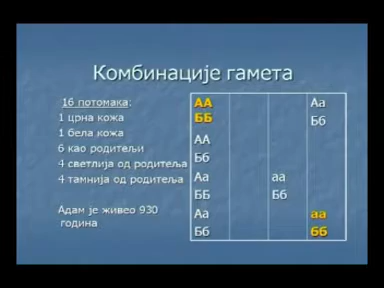 Комбинације гамета
16 потомака:
1 црна кожа
1 бела кожа
6 као родитељи
4 светлија од родитеља
4 тамнија од родитеља
Адам је живео 930
година
АА
ББ
Аа
Бб
АА
Бб
Аа
ББ
аа
Бб
Аа
Бб
аа
бб